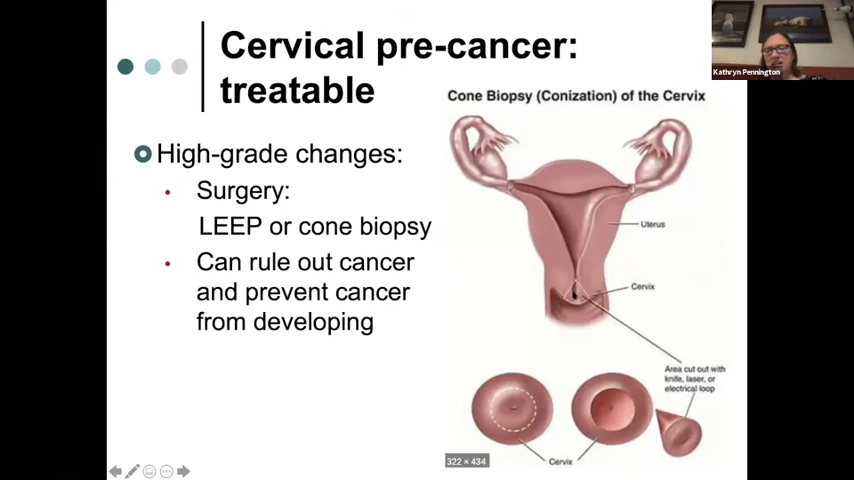 Cervical pre-cancer:
treatable
Kathryn Pennington
Cone Biopsy (Conization) of the Cervix
High-grade changes:
• Surgery:
LEEP or cone biopsy
• Can rule out cancer
and prevent cancer
from developing
Uterus
Cervix
Area cut out with
knife, laser, or
electrical loop
Cervix
322 × 434